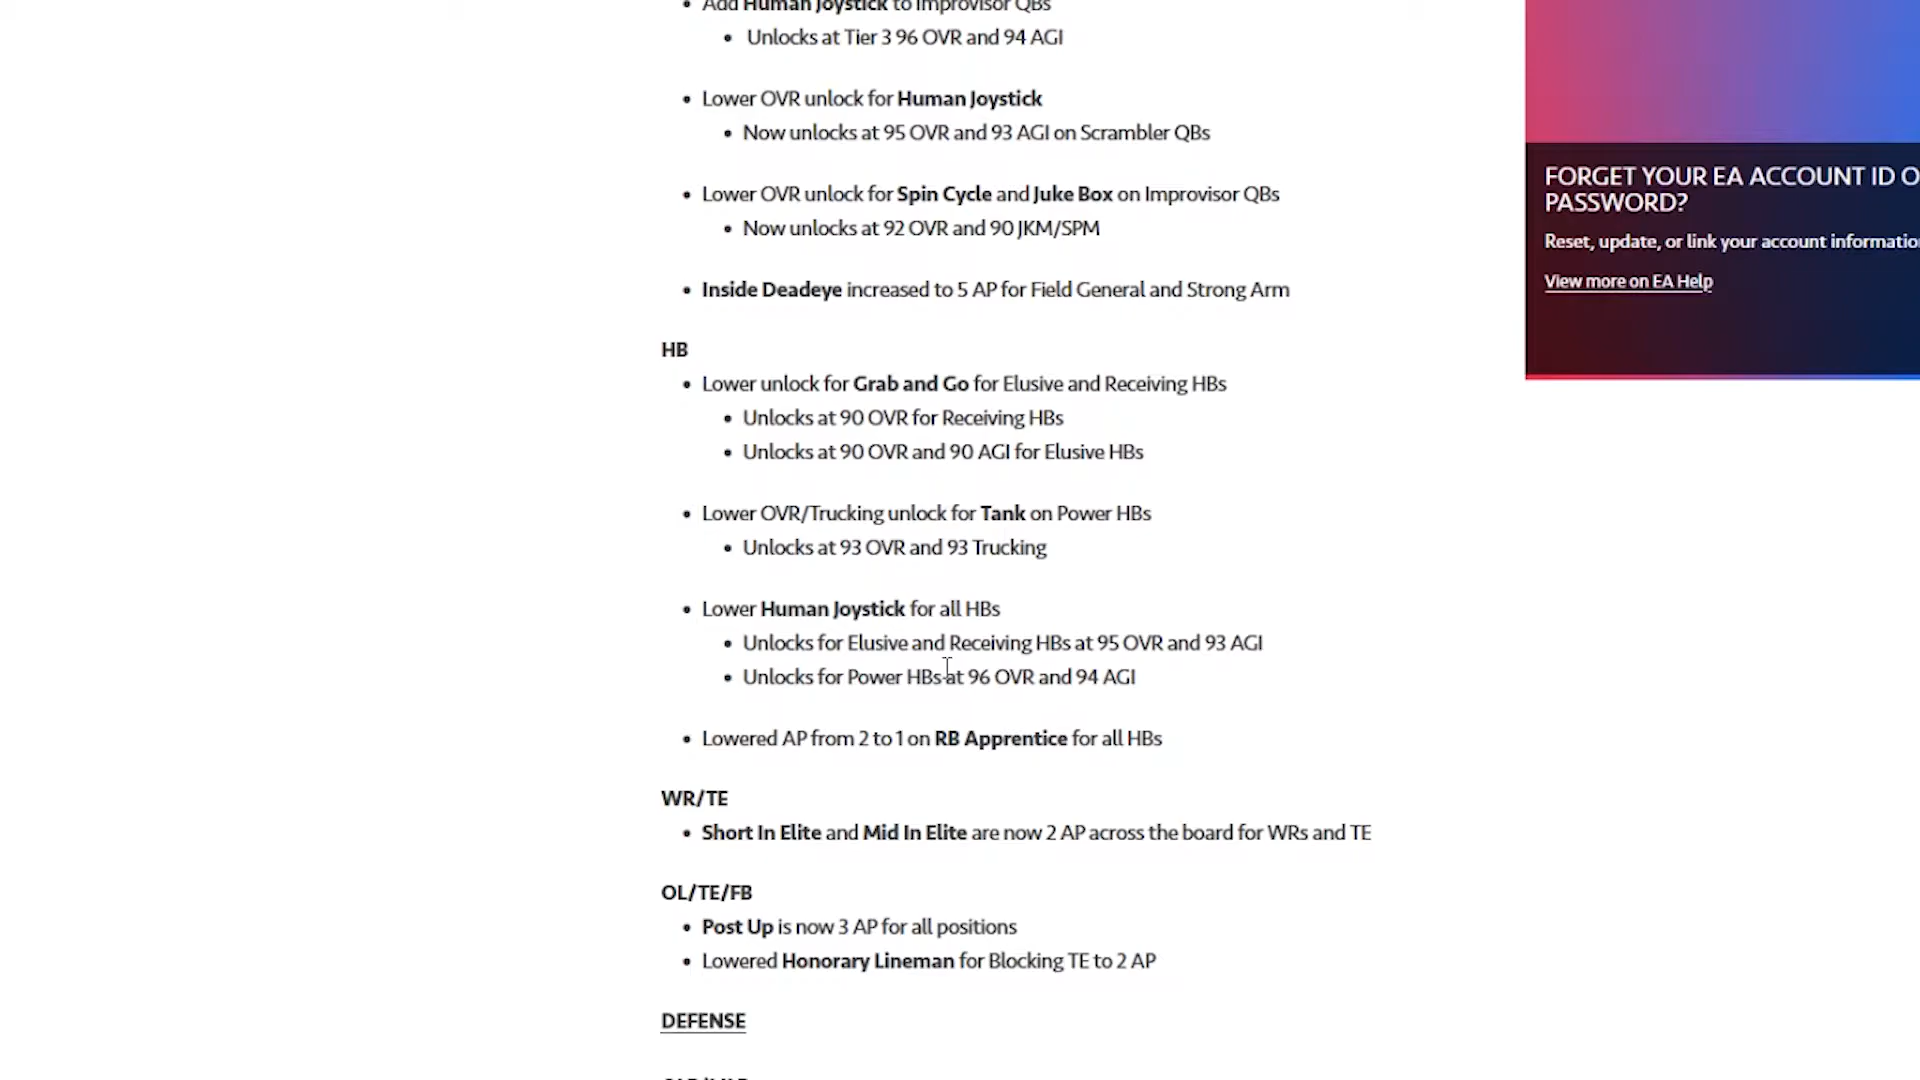 Add Human Joystick to Improvisor QBs
Unlocks at Tier 3 96 OVR and 94 AGI
Lower OVR unlock for Human Joystick
Now unlocks at 95 OVR and 93 AGI on Scrambler QBs
Lower OVR unlock for Spin Cycle and Juke Box on Improvisor QBs
Now unlocks at 92 OVR and 90 JKM/SPM
Inside Deadeye increased to 5 AP for Field General and Strong Arm
HB
Lower unlock for Grab and Go for Elusive and Receiving HBs
Unlocks at 90 OVR for Receiving HBs
Unlocks at 90 OVR and 90 AGI for Elusive HBs
Lower OVR/Trucking unlock for Tank on Power HBs
Unlocks at 93 OVR and 93 Trucking
Lower Human Joystick for all HBs
Unlocks for Elusive and Receiving HBs at 95 OVR and 93 AGI
Unlocks for Power HBs at 96 OVR and 94 AGI
Lowered AP from 2 to 1 on RB Apprentice for all HBs
WR/TE
Short In Elite and Mid In Elite are now 2 AP across the board for WRs and TE
OL/TE/FB
Post Up is now 3 AP for all positions
Lowered Honorary Lineman for Blocking TE to 2 AP
DEFENSE
FORGET YOUR EA ACCOUNT ID O
PASSWORD?
Reset, update, or link your account informatio
View more on EA Help